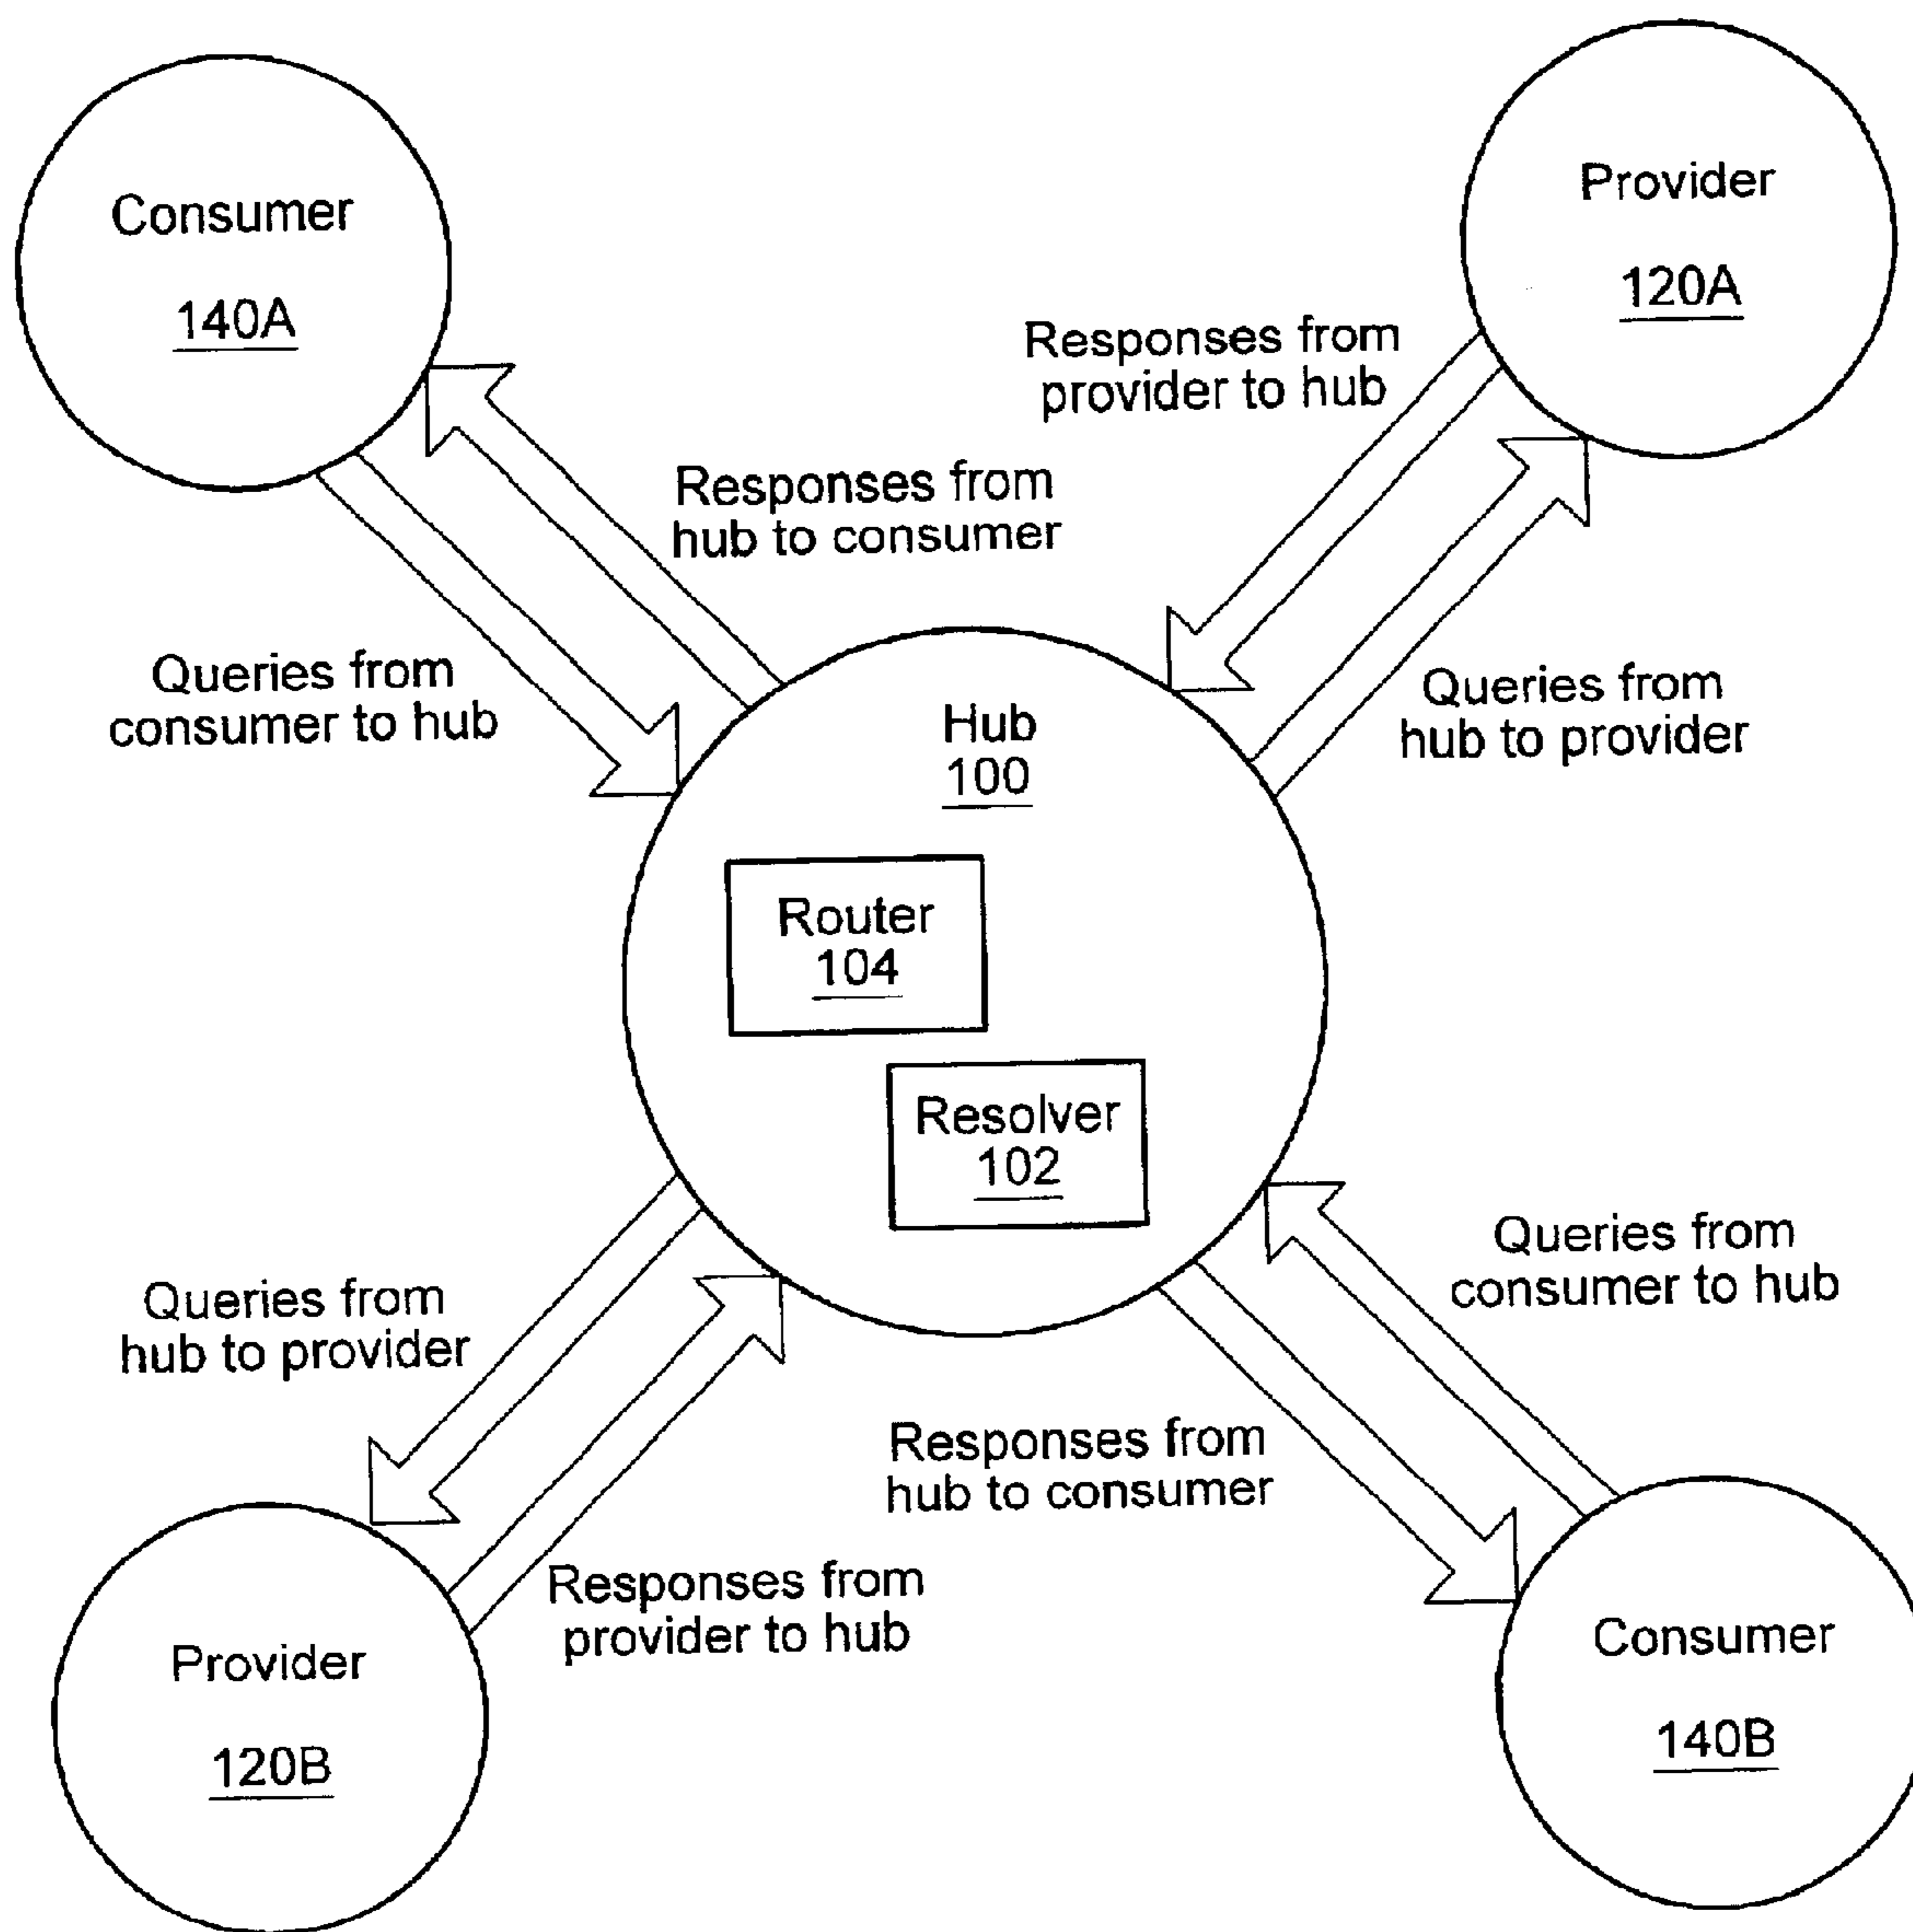 Consumer
140A
Provider
120A
Responses from
provider to hub
Responses from
hub to consumer
Queries from
consumer to hub
Queries from
hub to provider
Hub
100
Router
104
Resolver
102
Queries from
hub to provider
Queries from
consumer to hub
Responses from
hub to consumer
Responses from
provider to hub
Provider
120B
Consumer
140B